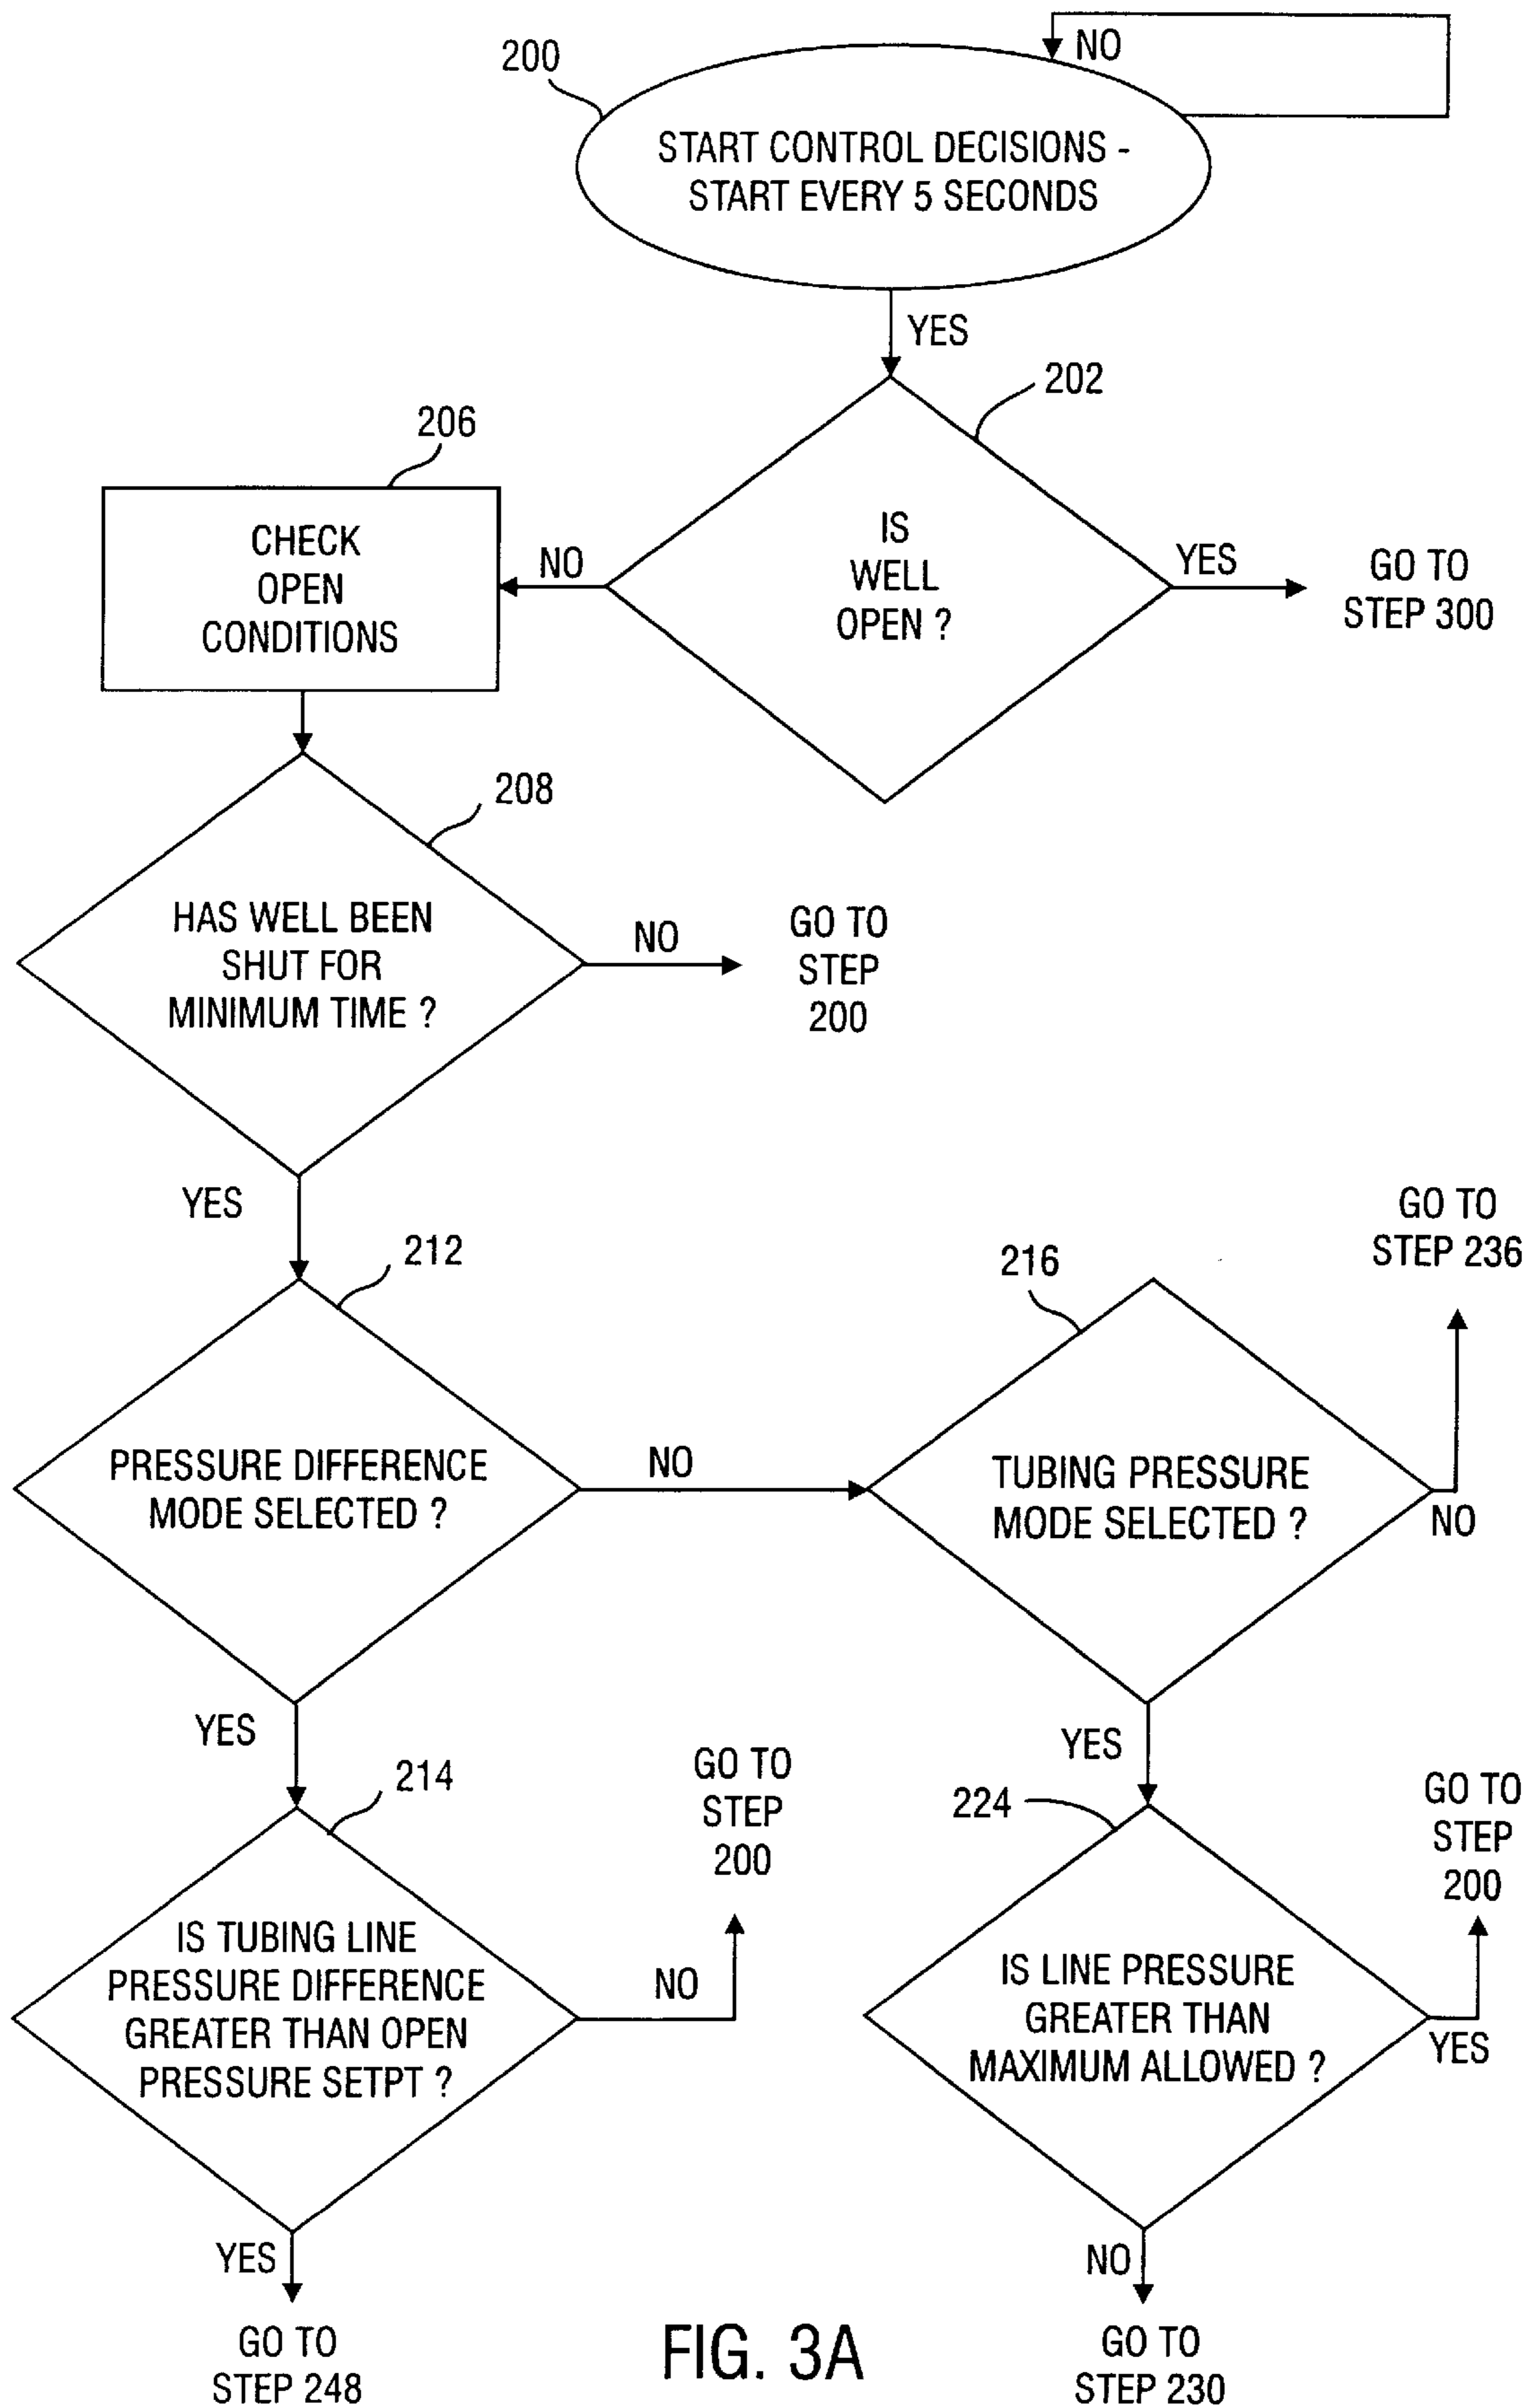 NO
200
START CONTROL DECISIONS -
START EVERY 5 SECONDS
YES
202
206
CHECK
OPEN
CONDITIONS
NO
IS
WELL
OPEN ?
YES
GO TO
STEP 300
208
HAS WELL BEEN
SHUT FOR
MINIMUM TIME ?
NO
GO TO
STEP
200
YES
212
PRESSURE DIFFERENCE
MODE SELECTED ?
NO
216
TUBING PRESSURE
MODE SELECTED ?
NO
GO TO
STEP 236
YES
214
IS TUBING LINE
PRESSURE DIFFERENCE
GREATER THAN OPEN
PRESSURE SETPT ?
NO
GO TO
STEP
200
YES
224
IS LINE PRESSURE
GREATER THAN
MAXIMUM ALLOWED ?
YES
GO TO
STEP
200
YES
GO TO
STEP 248
NO
GO TO
STEP 230
FIG. 3A